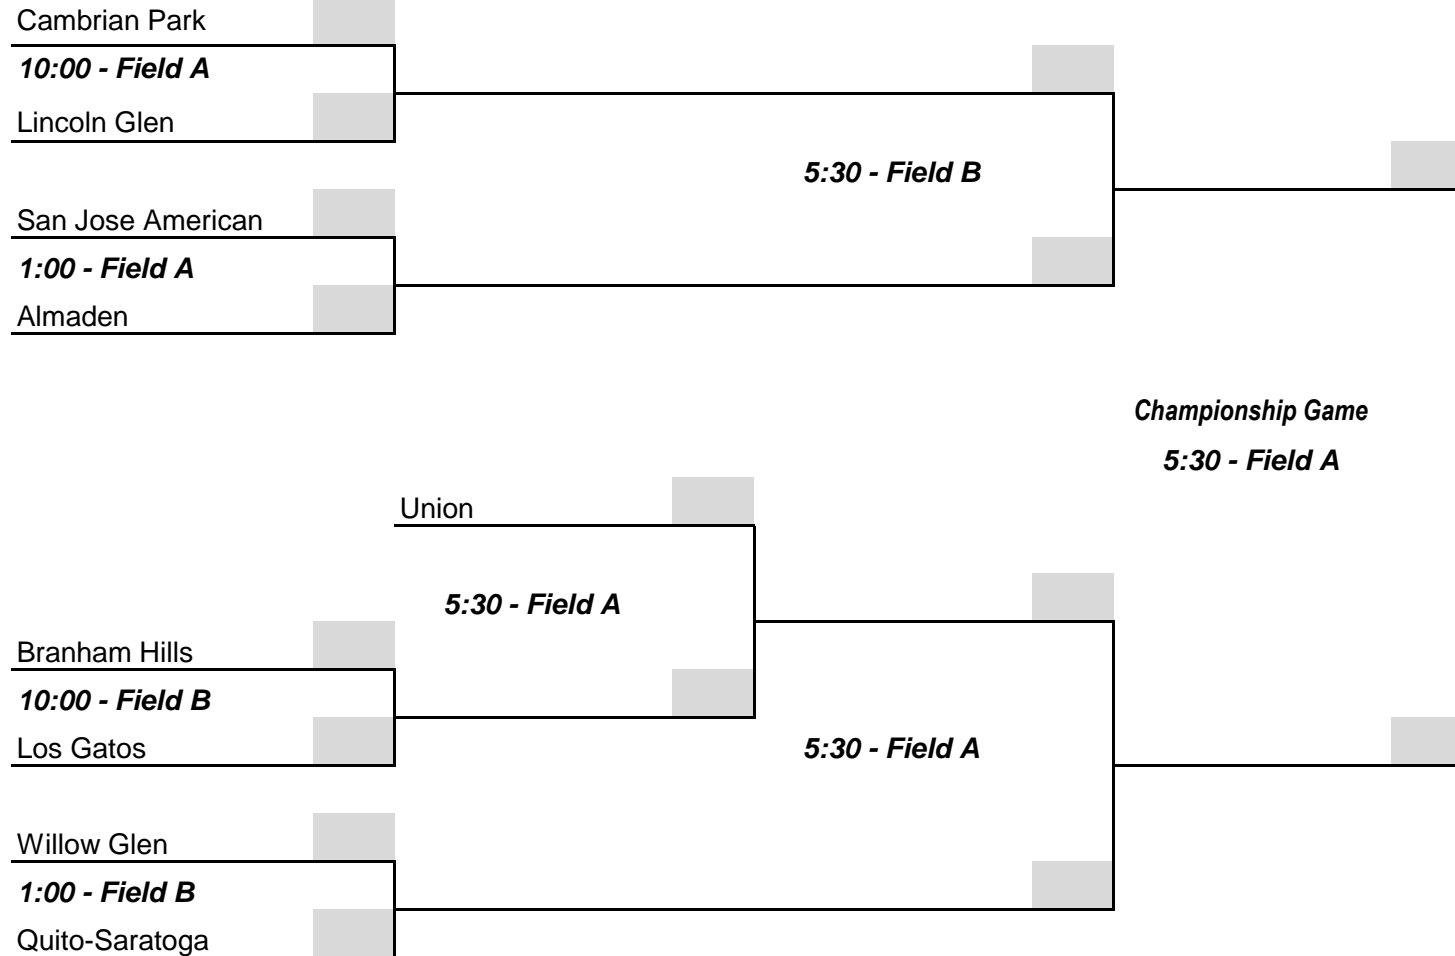 Cambrian Park
10:00 - Field A
Lincoln Glen
5:30 - Field B
San Jose American
1:00 - Field A
Almaden
Championship Game
5:30 - Field A
Union
5:30 - Field A
Branham Hills
10:00 - Field B
Los Gatos
5:30 - Field A
Willow Glen
1:00 - Field B
Quito-Saratoga